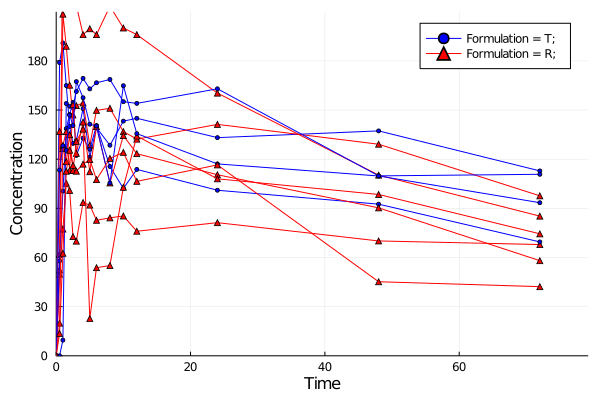 Formulation = T;
Formulation = R;
180
150
120
90
60
30
0
0 20 40 60
Concentration
Time